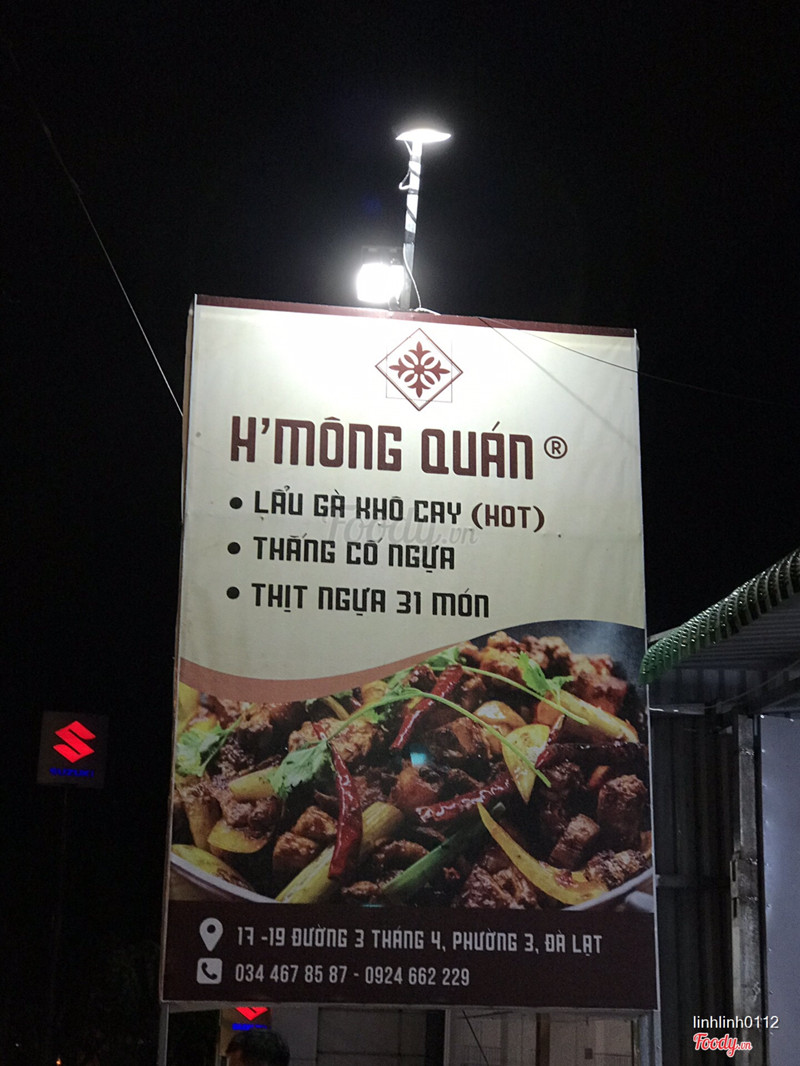 H'MÔNG QUÁN ®
• LẨU GÀ KHÔ CAY (HOT)
• THẮNG CỐ NGỰA
• THỊT NGỰA 31 MÓN
Foody.vn
SUZUKI
17 -19 ĐƯỜNG 3 THÁNG 4, PHƯỜNG 3, ĐÀ LẠT
034 467 85 87 - 0924 662 229
linhlinh0112
Foody.vn